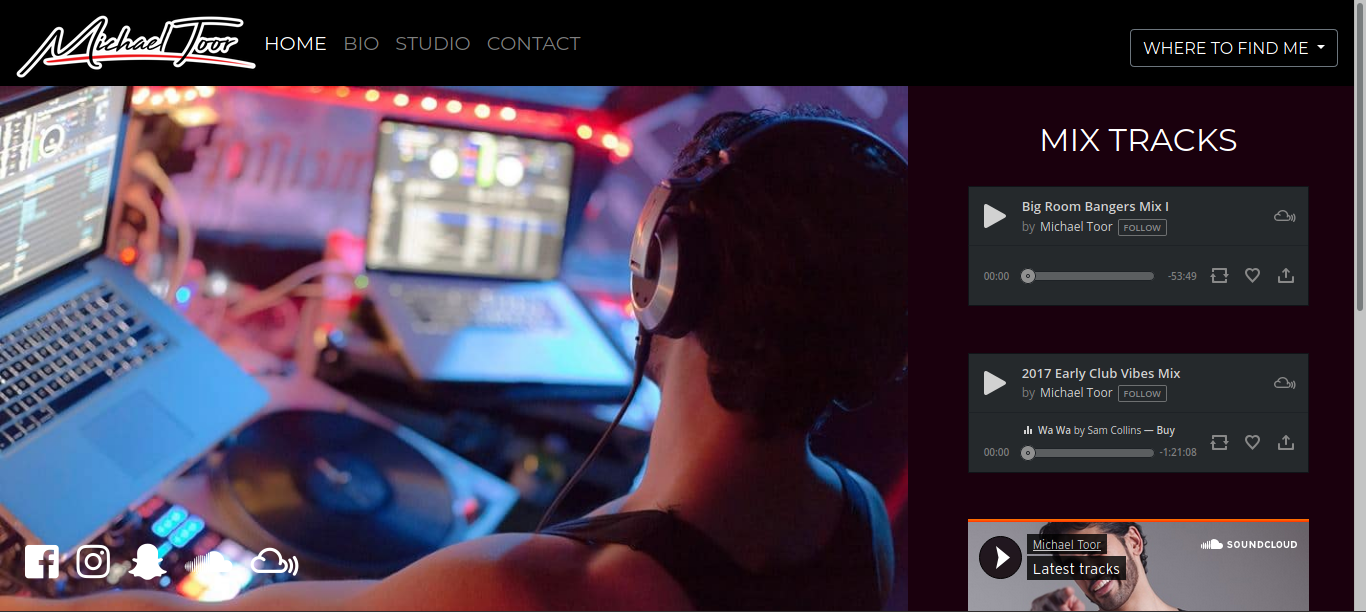 Michael Toor
HOME BIO STUDIO CONTACT
WHERE TO FIND ME
MIX TRACKS
Big Room Bangers Mix I
by Michael Toor FOLLOW
00:00 -53:49
2017 Early Club Vibes Mix
by Michael Toor FOLLOW
Wa Wa by Sam Collins — Buy
00:00 -1:21:08
Michael Toor
SOUNDCLOUD
Latest tracks